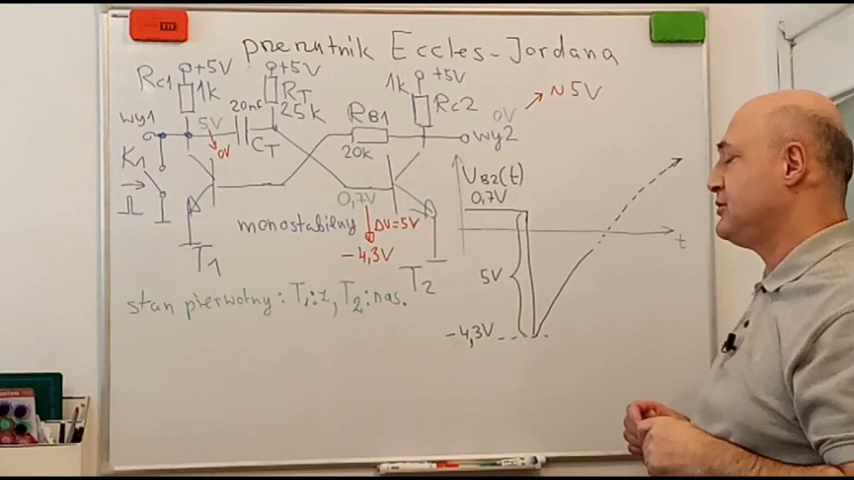 przerzutnik Eccles-Jordana
+5V
+5V
+5V
RC1
1k
RT
25k
1k
RC2
~5V
0V
20nF
RB1
wy1
5V
0V
CT
20k
wy2
K1
UB2(t)
0,7V
0,7V
monostabilny
ΔU=5V
-4,3V
t
T1
T2
5V
stan pierwotny: T1:z, T2:nas.
-4,3V